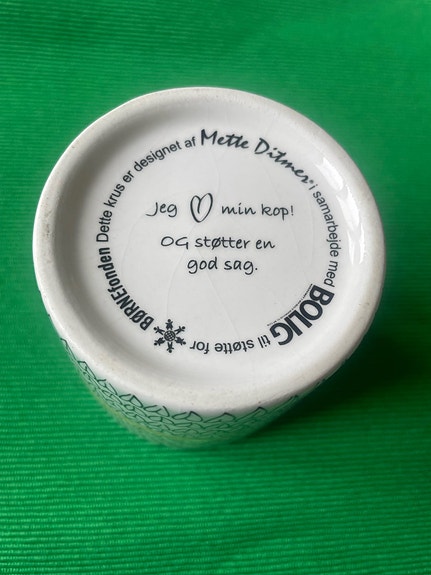 Dette krus er designet af Mette Ditmer i samarbejde med BOLIG til støtte for BØRNEfonden
Jeg ♡ min kop!
OG støtter en
god sag.